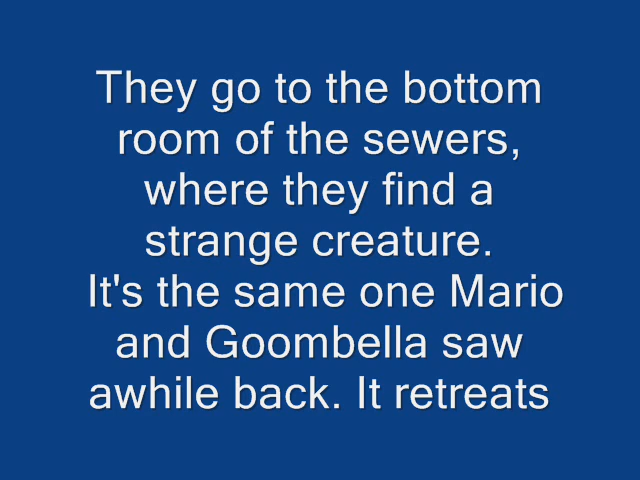 They go to the bottom
room of the sewers,
where they find a
strange creature.
It's the same one Mario
and Goombella saw
awhile back. It retreats